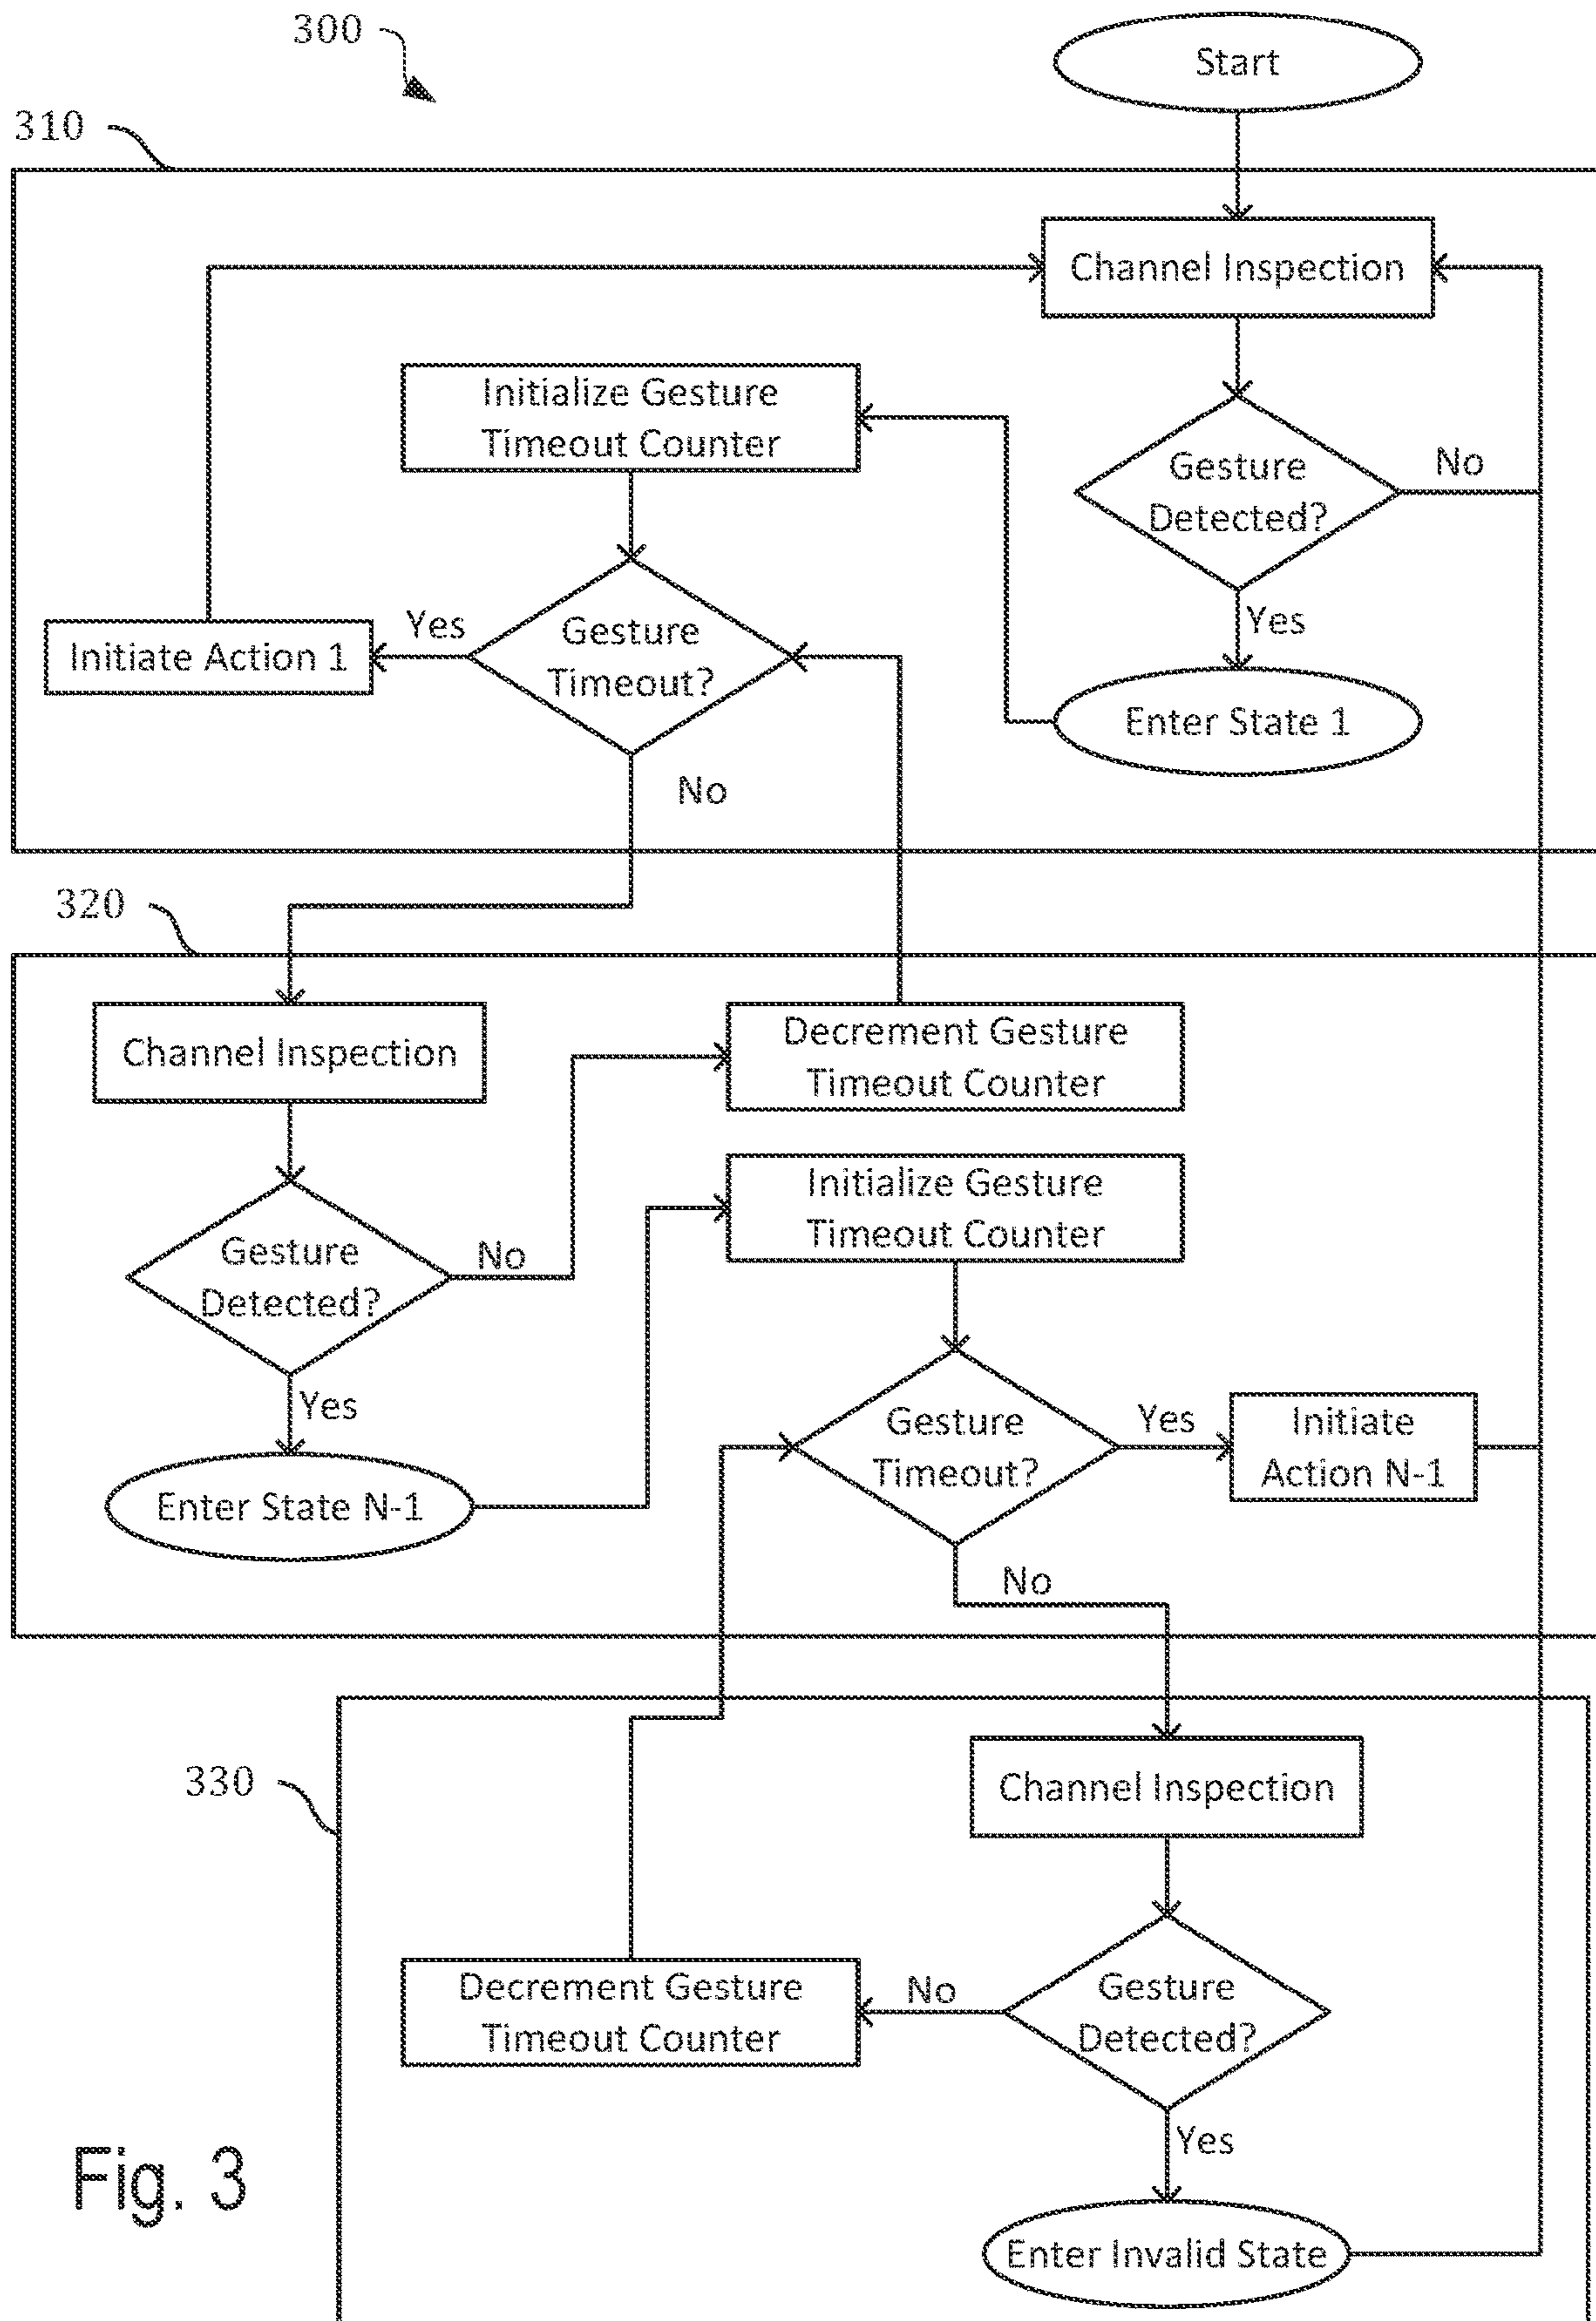 300
Start
310
Channel Inspection
Initialize Gesture
Timeout Counter
Gesture
Detected?
No
Yes
Enter State 1
Gesture
Timeout?
Yes
Initiate Action 1
No
320
Channel Inspection
Decrement Gesture
Timeout Counter
Initialize Gesture
Timeout Counter
Gesture
Detected?
No
Yes
Enter State N-1
Gesture
Timeout?
Yes
Initiate
Action N-1
No
330
Channel Inspection
Decrement Gesture
Timeout Counter
No
Gesture
Detected?
Yes
Enter Invalid State
Fig. 3